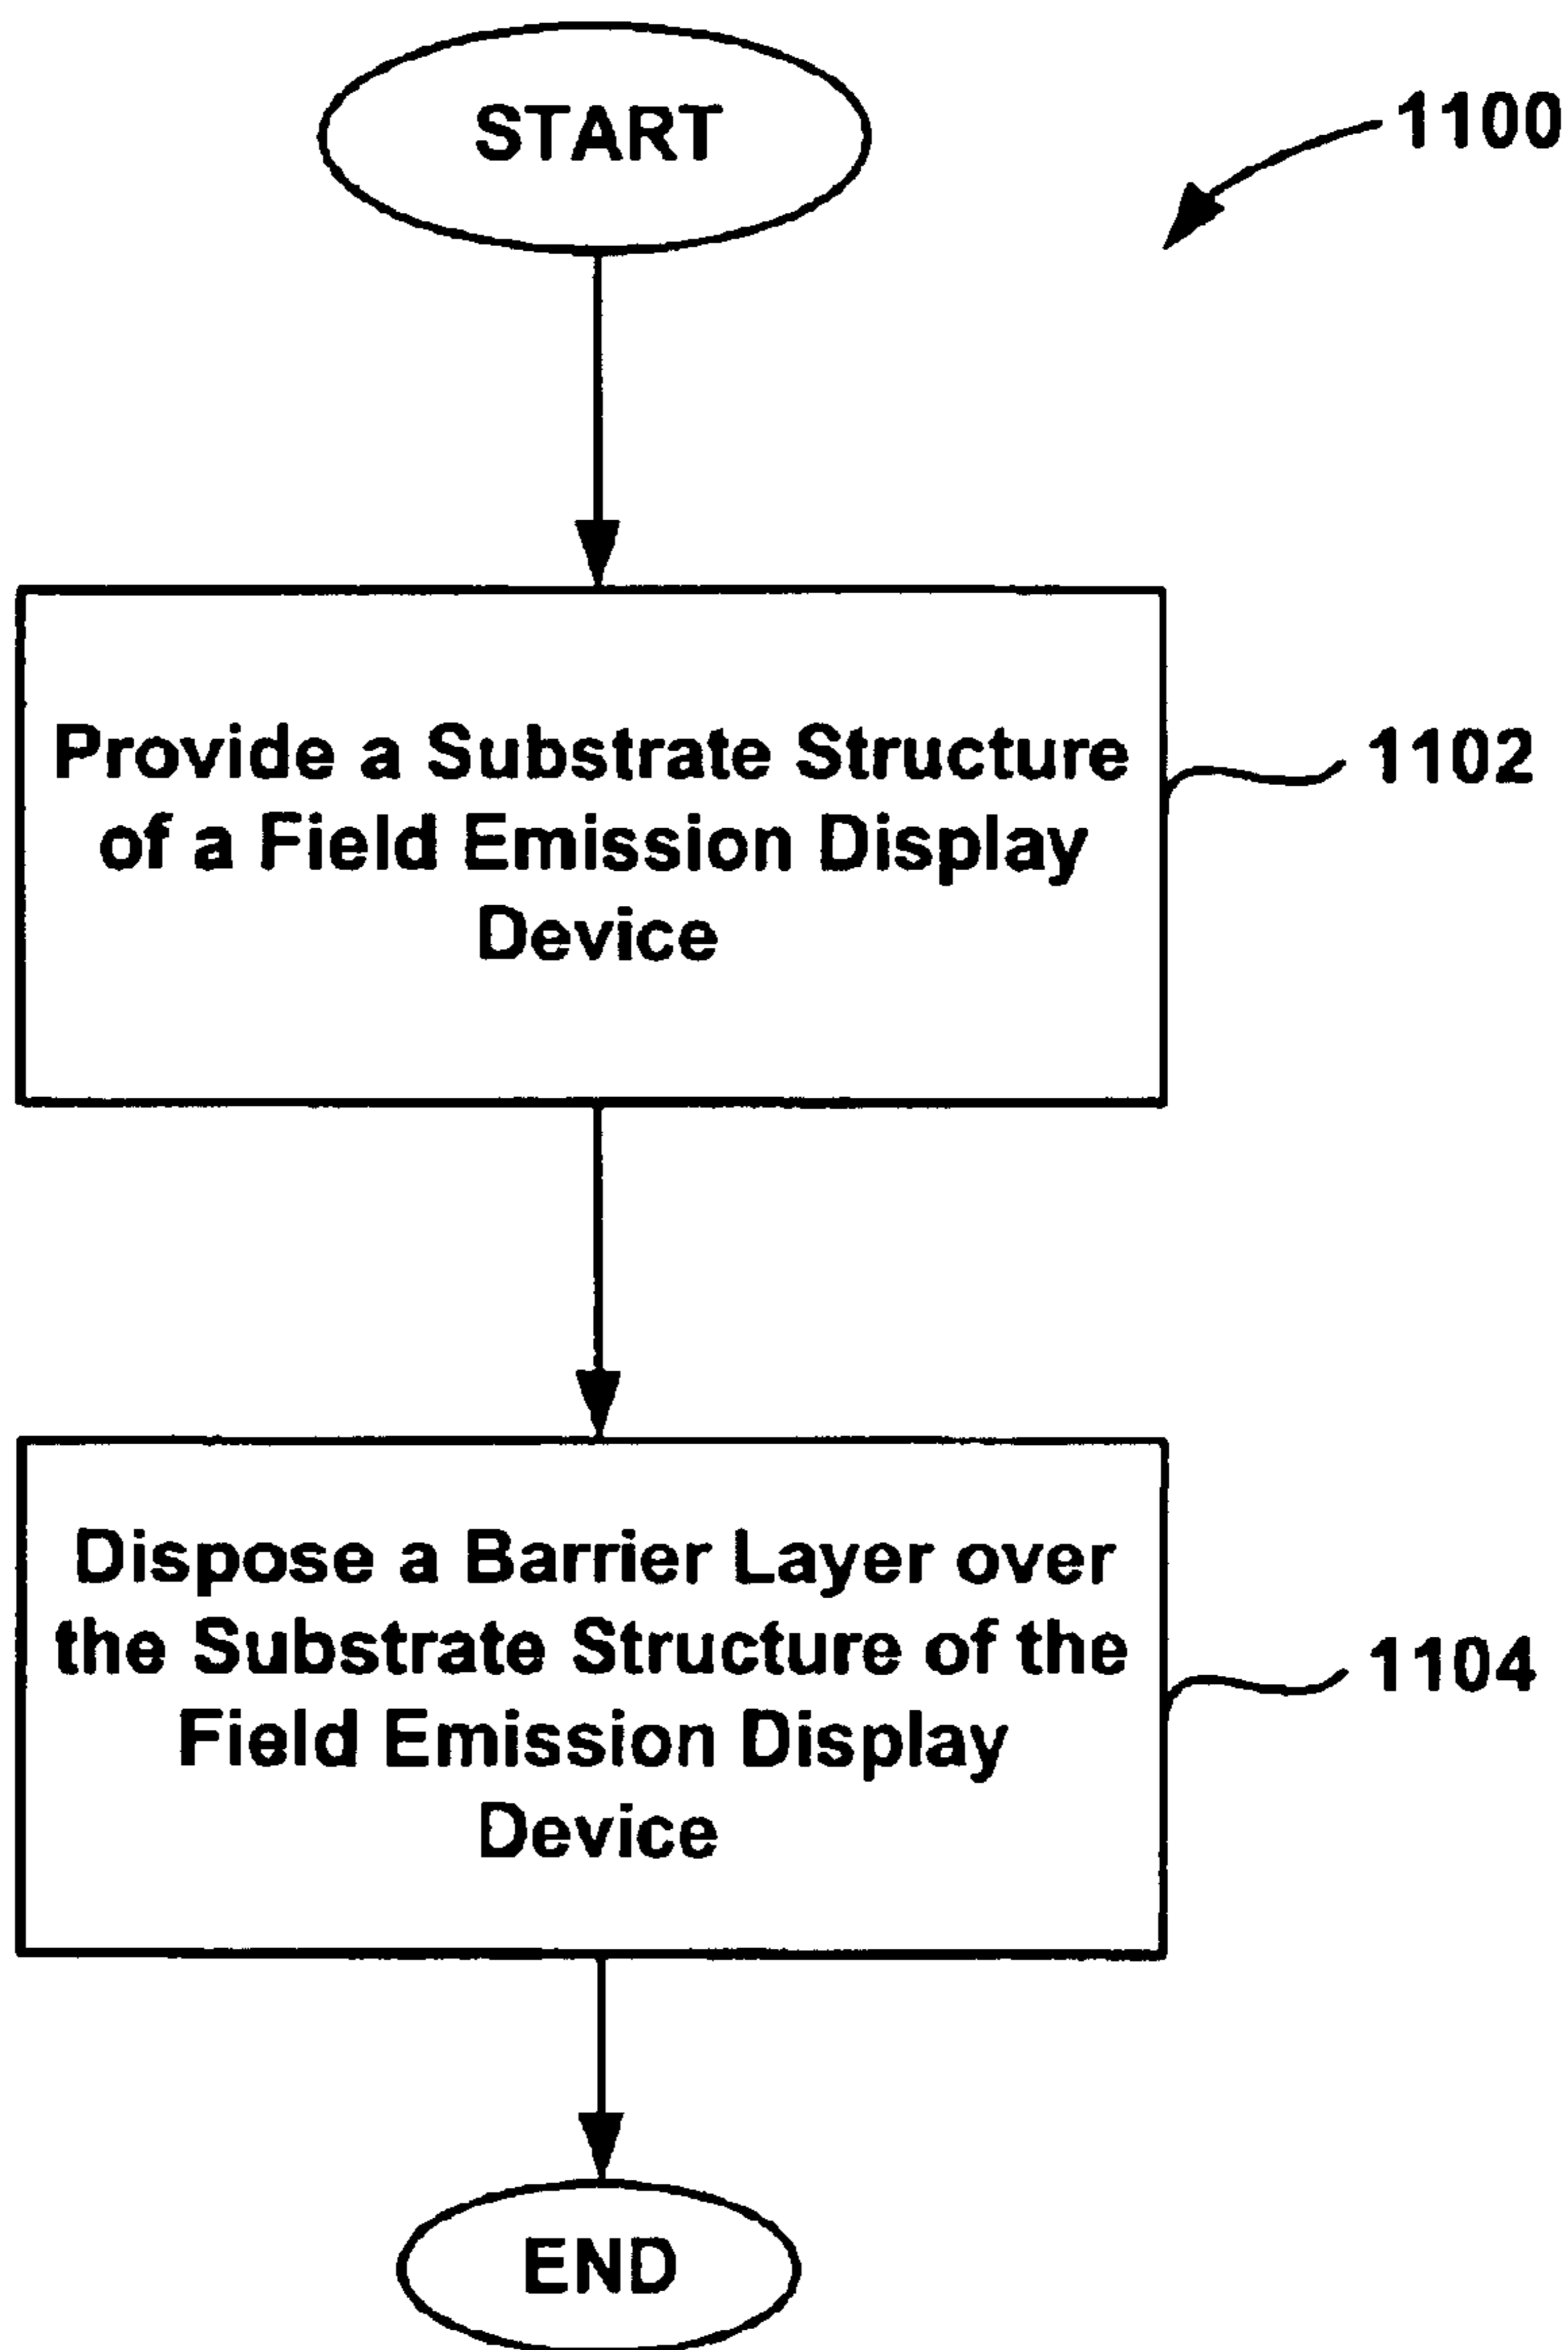 START
1100
Provide a Substrate Structure
of a Field Emission Display
Device
1102
Dispose a Barrier Layer over
the Substrate Structure of the
Field Emission Display
Device
1104
END